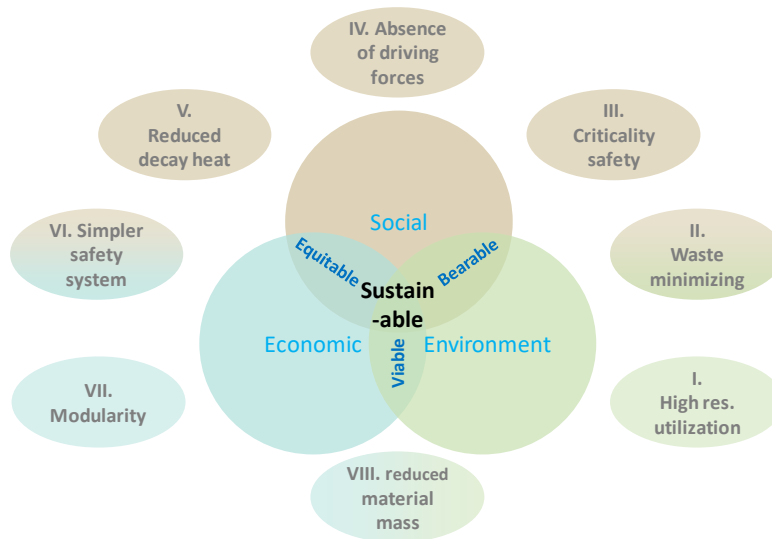 IV. Absence
of driving
forces
V.
Reduced
decay heat
III.
Criticality
safety
Social
VI. Simpler
safety
system
Equitable
Bearable
II.
Waste
minimizing
Sustain
-able
Economic
Environment
Viable
VII.
Modularity
I.
High res.
utilization
VIII. reduced
material
mass